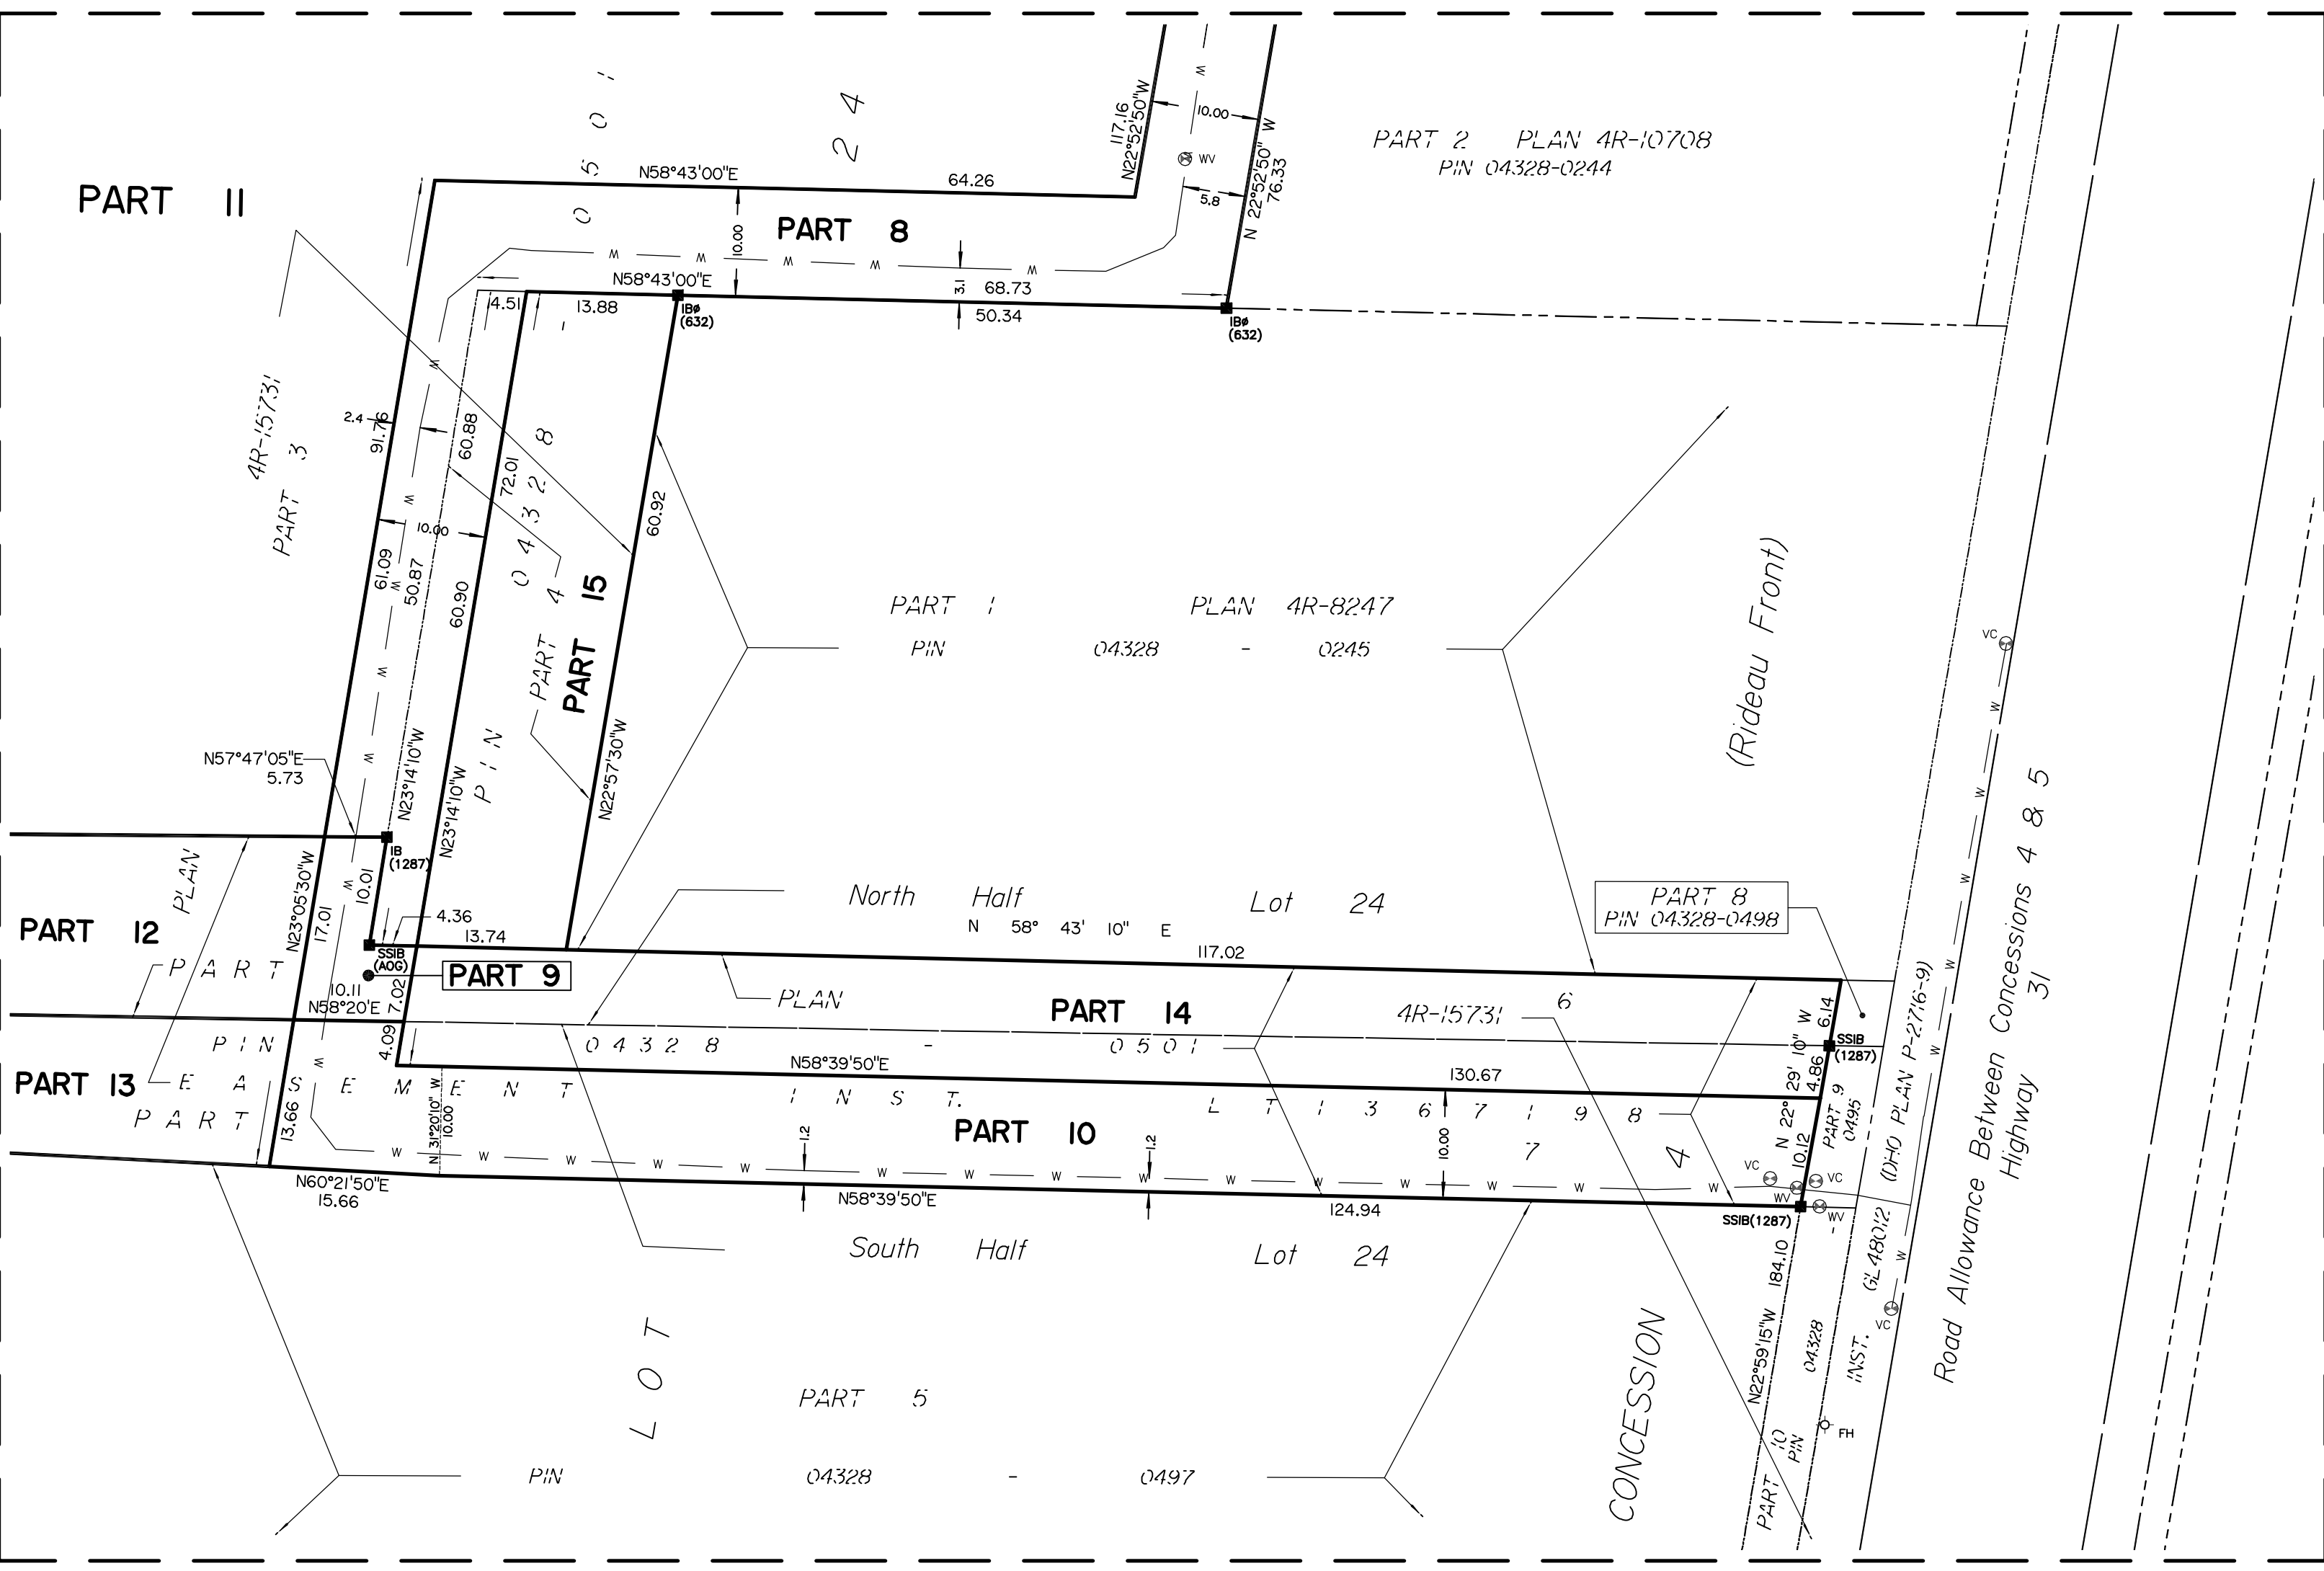 PART 11
0501
24
117.16
N22°52'50"W
10.00
WV
5.8
N 22°52'50" W
76.33
PART 2 PLAN 4R-10708
PIN 04328-0244
N58°43'00"E
64.26
PART 8
10.00
N58°43'00"E
3.1
68.73
4.51
13.88
IBø
(632)
50.34
IBø
(632)
4R-15731
PART 3
2.4
91.76
60.88
72.01
10.00
61.09
50.87
60.90
04328
PART 4
PART 15
PIN
60.92
N22°57'30"W
PART 1 PLAN 4R-8247
PIN 04328 - 0245
(Rideau Front)
VC
N57°47'05"E
5.73
N23°14'10"W
N23°14'10"W
IB
(1287)
PLAN
PART 12
PART
N23°05'30"W
17.01
10.01
4.36
13.74
SSIB
(AOG)
PART 9
10.11
N58°20'E
7.02
4.09
North Half Lot 24
N 58° 43' 10" E
117.02
PART 8
PIN 04328-0498
PLAN
PART 14
4R-15731
6
6.14
SSIB
(1287)
PIN
04328 - 0501
PART 13
EASEMENT INST. LT1367198
PART
13.66
N58°39'50"E
130.67
N 31°20'10" W
10.00
1.2
PART 10
1.2
10.00
7
4
N 22° 29' 10" W
4.86
10.12
PART 9
0495
VC
VC
WV
WV
SSIB(1287)
N60°21'50"E
15.66
N58°39'50"E
124.94
South Half Lot 24
184.10
N22°59'15"W
04328
INST. GL48012 (DHO PLAN P-2716-9)
VC
Road Allowance Between Concessions 4 & 5
Highway 31
LOT
PART 5
PIN 04328 - 0497
CONCESSION
PART 10
PIN
FH